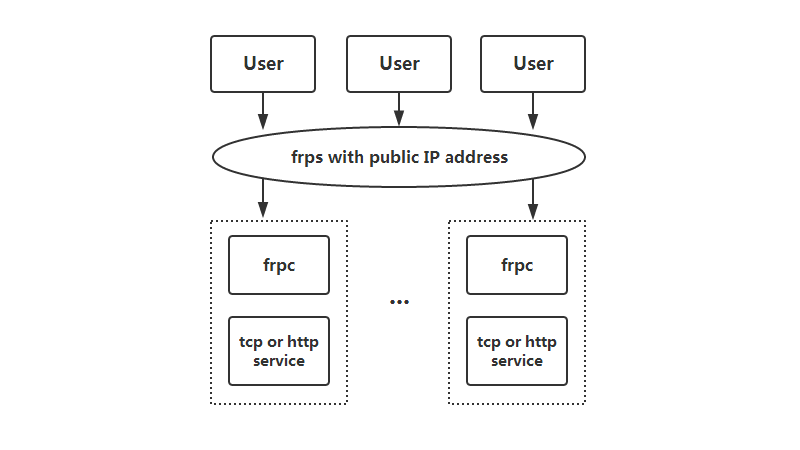 User
User
User
frps with public IP address
frpc
frpc
...
tcp or http
service
tcp or http
service